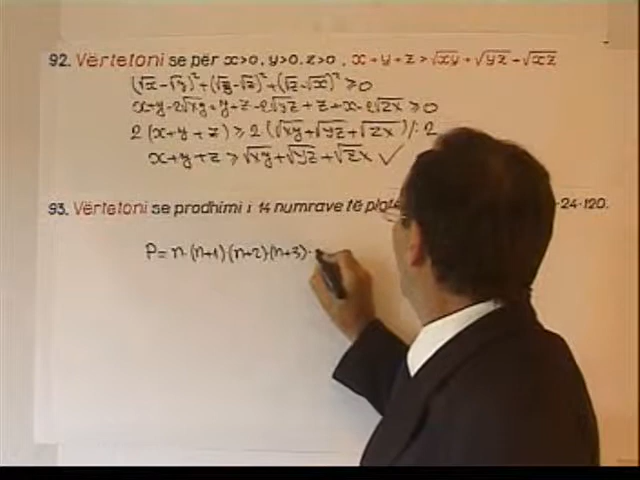 92. Vërtetoni se për x>0, y>0, z>0, x+y+z>√xy+√yz+√xz
(√x-√y)²+(√y-√z)²+(√z-√x)²≥0
x+y-2√xy+y+z-2√yz+z+x-2√zx≥0
2(x+y+z)≥2(√xy+√yz+√zx)/:2
x+y+z≥√xy+√yz+√zx ✓
93. Vërtetoni se prodhimi i 14 numrave të plotë ·24·120.
P=n·(n+1)(n+2)·(n+3)·